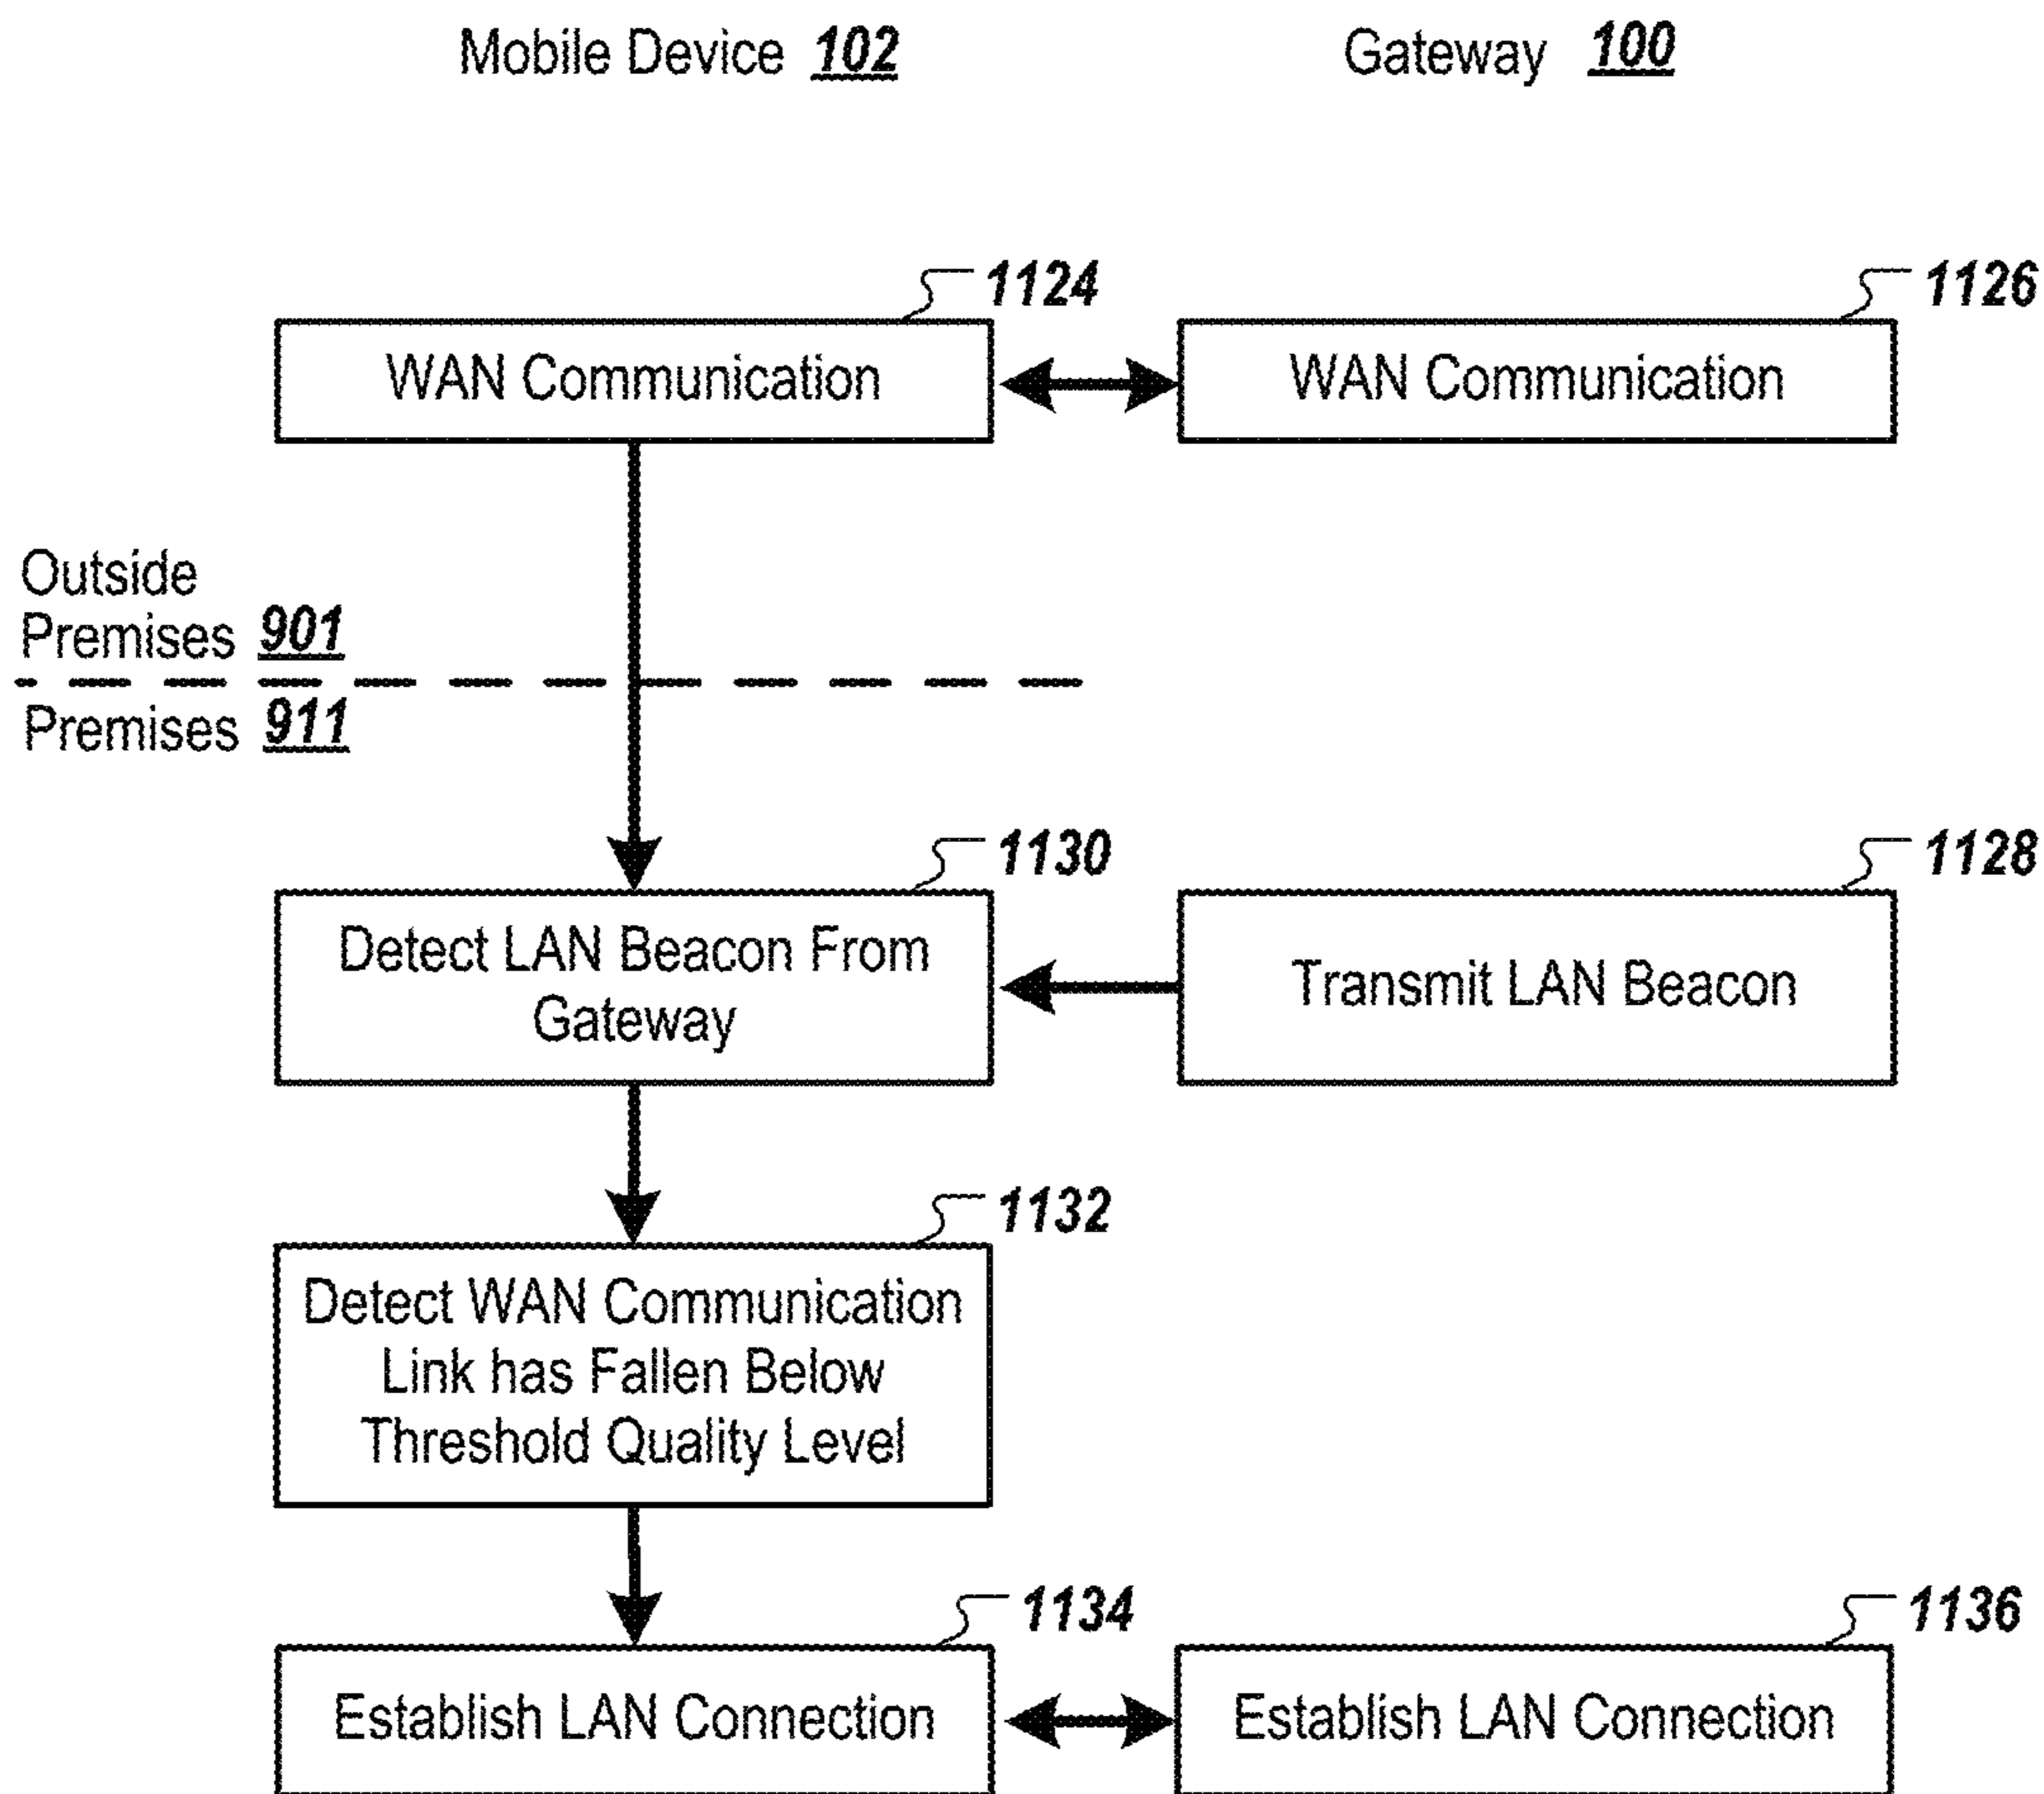 Mobile Device 102
Gateway 100
1124
1126
WAN Communication
WAN Communication
Outside
Premises 901
Premises 911
1130
1128
Detect LAN Beacon From
Gateway
Transmit LAN Beacon
1132
Detect WAN Communication
Link has Fallen Below
Threshold Quality Level
1134
1136
Establish LAN Connection
Establish LAN Connection